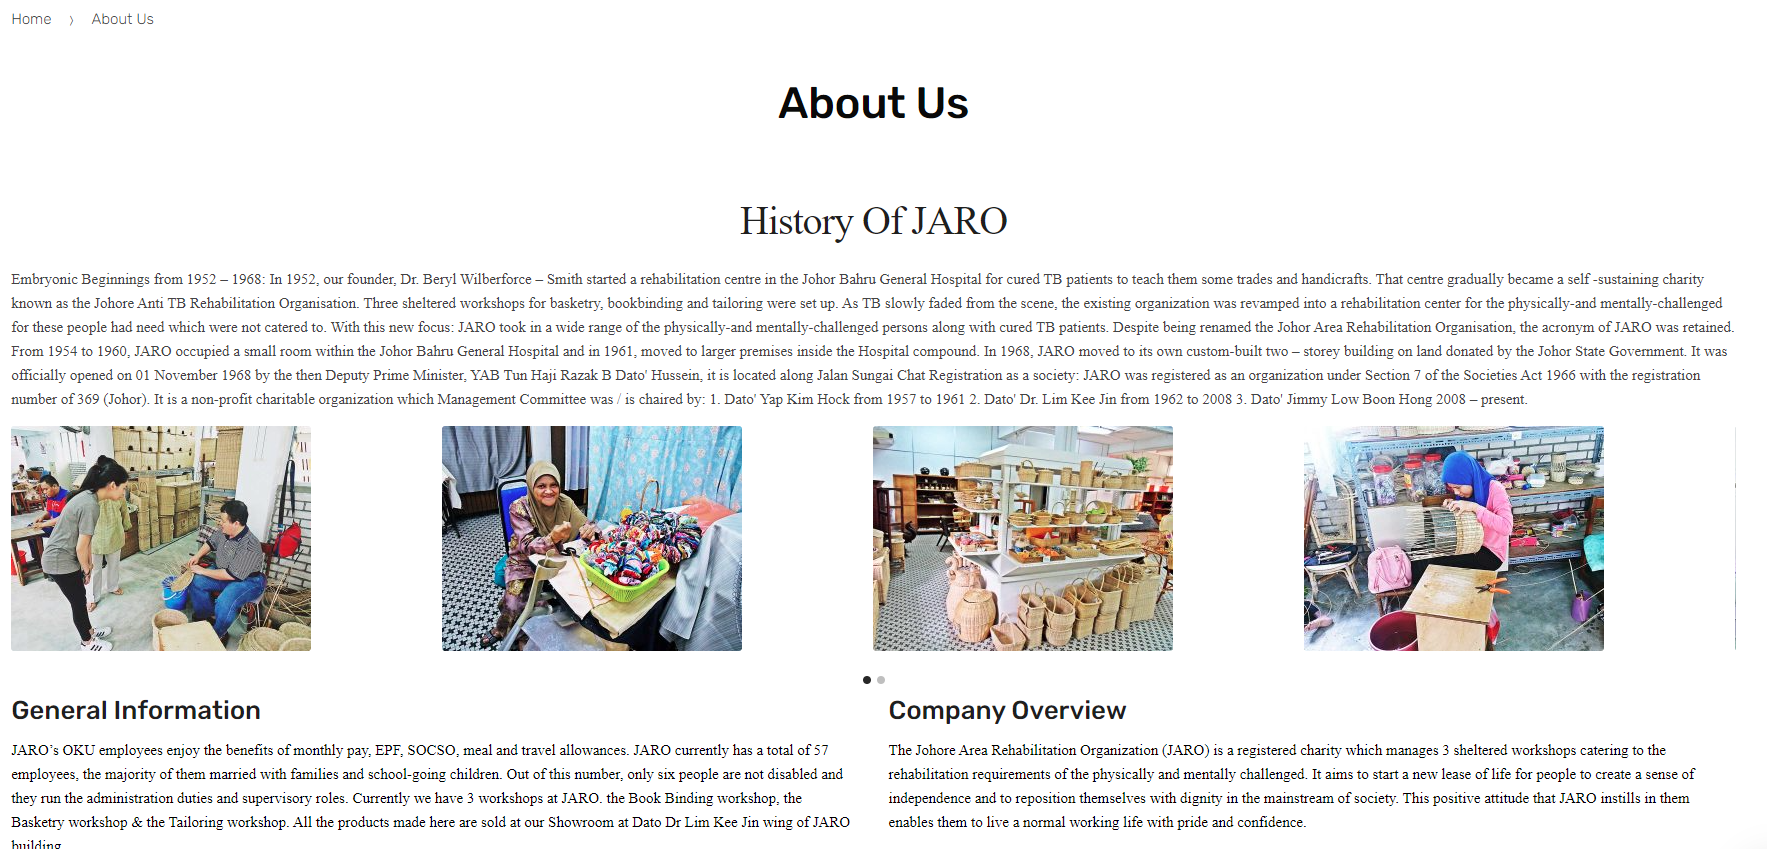 Home 〉 About Us
About Us
History Of JARO
Embryonic Beginnings from 1952 – 1968: In 1952, our founder, Dr. Beryl Wilberforce – Smith started a rehabilitation centre in the Johor Bahru General Hospital for cured TB patients to teach them some trades and handicrafts. That centre gradually became a self -sustaining charity
known as the Johore Anti TB Rehabilitation Organisation. Three sheltered workshops for basketry, bookbinding and tailoring were set up. As TB slowly faded from the scene, the existing organization was revamped into a rehabilitation center for the physically-and mentally-challenged
for these people had need which were not catered to. With this new focus: JARO took in a wide range of the physically-and mentally-challenged persons along with cured TB patients. Despite being renamed the Johor Area Rehabilitation Organisation, the acronym of JARO was retained.
From 1954 to 1960, JARO occupied a small room within the Johor Bahru General Hospital and in 1961, moved to larger premises inside the Hospital compound. In 1968, JARO moved to its own custom-built two – storey building on land donated by the Johor State Government. It was
officially opened on 01 November 1968 by the then Deputy Prime Minister, YAB Tun Haji Razak B Dato' Hussein, it is located along Jalan Sungai Chat Registration as a society: JARO was registered as an organization under Section 7 of the Societies Act 1966 with the registration
number of 369 (Johor). It is a non-profit charitable organization which Management Committee was / is chaired by: 1. Dato' Yap Kim Hock from 1957 to 1961 2. Dato' Dr. Lim Kee Jin from 1962 to 2008 3. Dato' Jimmy Low Boon Hong 2008 – present.
General Information
JARO's OKU employees enjoy the benefits of monthly pay, EPF, SOCSO, meal and travel allowances. JARO currently has a total of 57
employees, the majority of them married with families and school-going children. Out of this number, only six people are not disabled and
they run the administration duties and supervisory roles. Currently we have 3 workshops at JARO. the Book Binding workshop, the
Basketry workshop & the Tailoring workshop. All the products made here are sold at our Showroom at Dato Dr Lim Kee Jin wing of JARO
building
Company Overview
The Johore Area Rehabilitation Organization (JARO) is a registered charity which manages 3 sheltered workshops catering to the
rehabilitation requirements of the physically and mentally challenged. It aims to start a new lease of life for people to create a sense of
independence and to reposition themselves with dignity in the mainstream of society. This positive attitude that JARO instills in them
enables them to live a normal working life with pride and confidence.